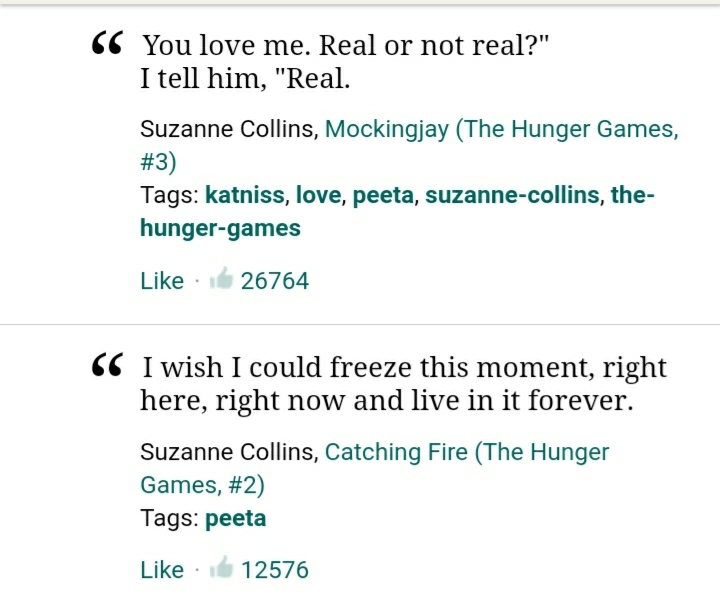 “ You love me. Real or not real?"
I tell him, "Real.
Suzanne Collins, Mockingjay (The Hunger Games,
#3)
Tags: katniss, love, peeta, suzanne-collins, the-
hunger-games
Like · 26764
“ I wish I could freeze this moment, right
here, right now and live in it forever.
Suzanne Collins, Catching Fire (The Hunger
Games, #2)
Tags: peeta
Like · 12576